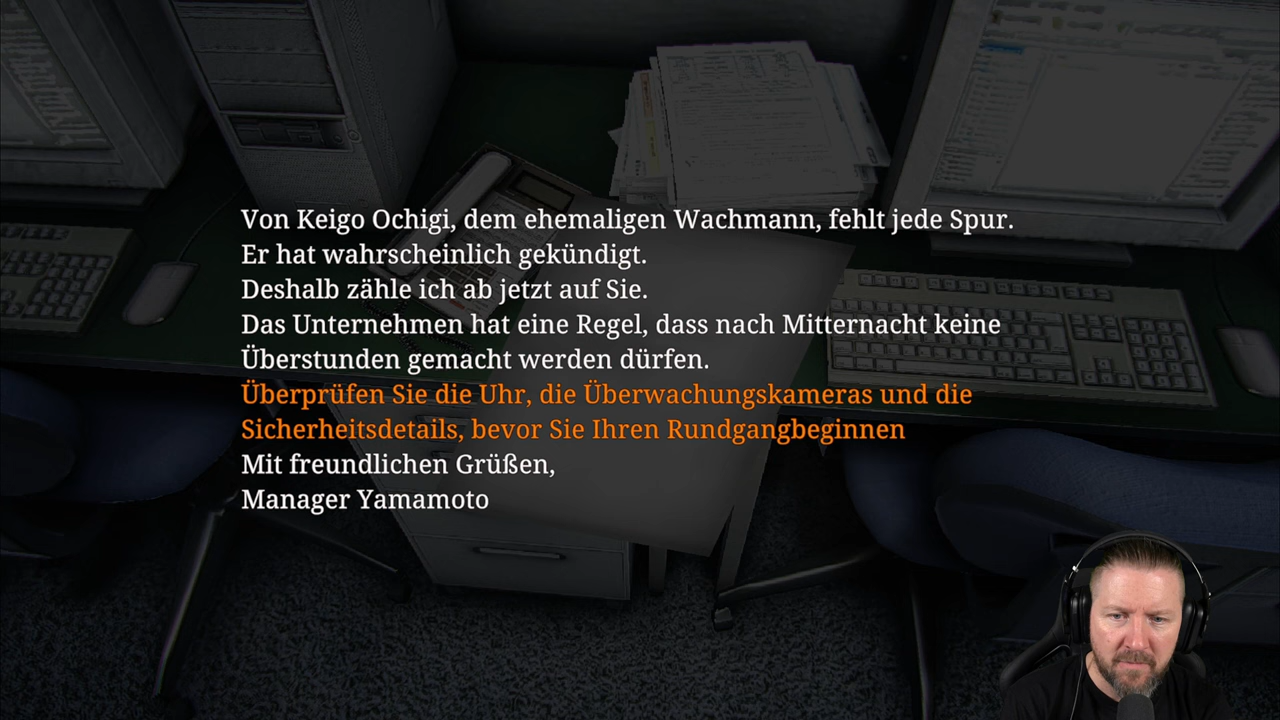 Von Keigo Ochigi, dem ehemaligen Wachmann, fehlt jede Spur.
Er hat wahrscheinlich gekündigt.
Deshalb zähle ich ab jetzt auf Sie.
Das Unternehmen hat eine Regel, dass nach Mitternacht keine
Überstunden gemacht werden dürfen.
Überprüfen Sie die Uhr, die Überwachungskameras und die
Sicherheitsdetails, bevor Sie Ihren Rundgangbeginnen
Mit freundlichen Grüßen,
Manager Yamamoto